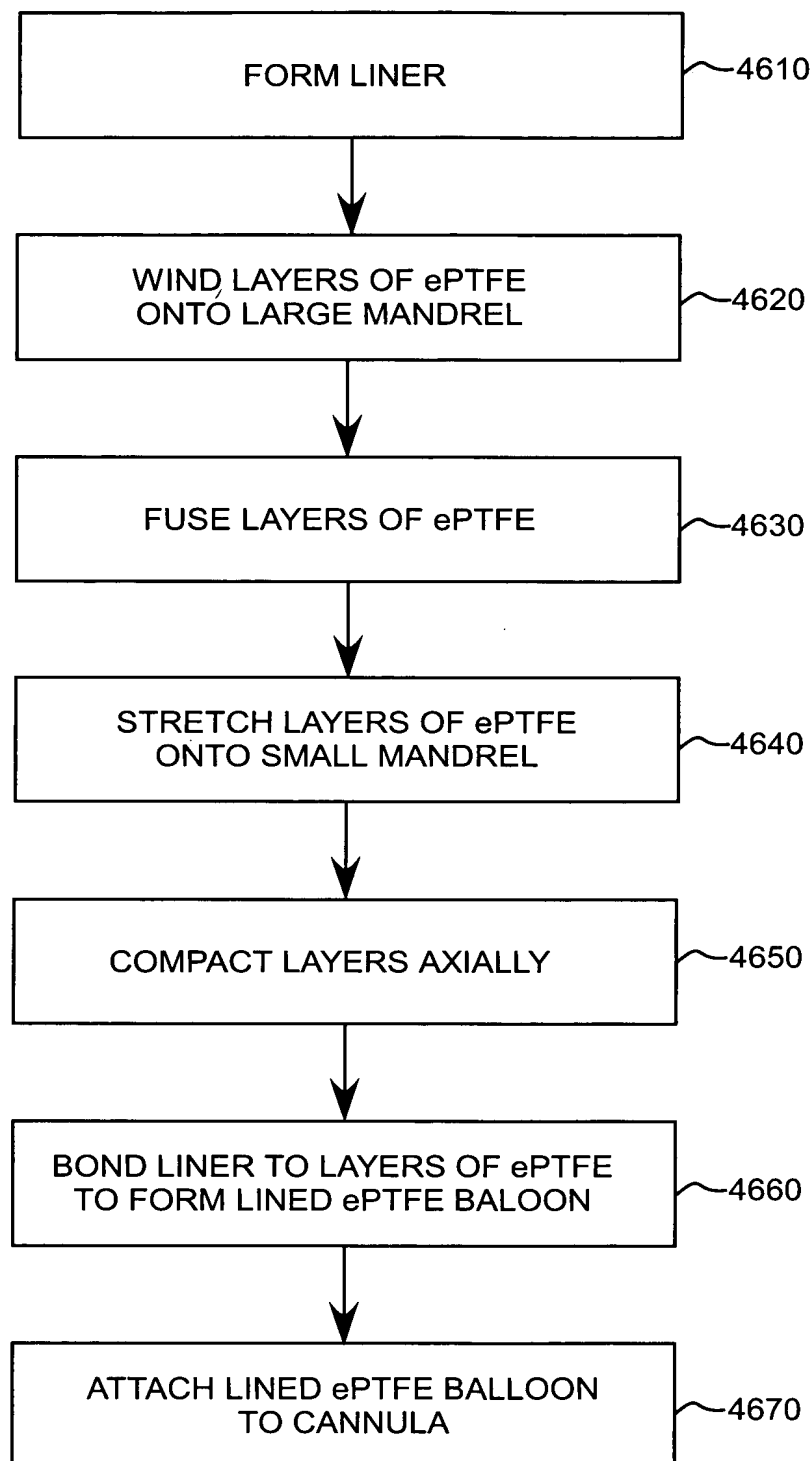 FORM LINER
4610
WIND LAYERS OF ePTFE
ONTO LARGE MANDREL
4620
FUSE LAYERS OF ePTFE
4630
STRETCH LAYERS OF ePTFE
ONTO SMALL MANDREL
4640
COMPACT LAYERS AXIALLY
4650
BOND LINER TO LAYERS OF ePTFE
TO FORM LINED ePTFE BALOON
4660
ATTACH LINED ePTFE BALLOON
TO CANNULA
4670